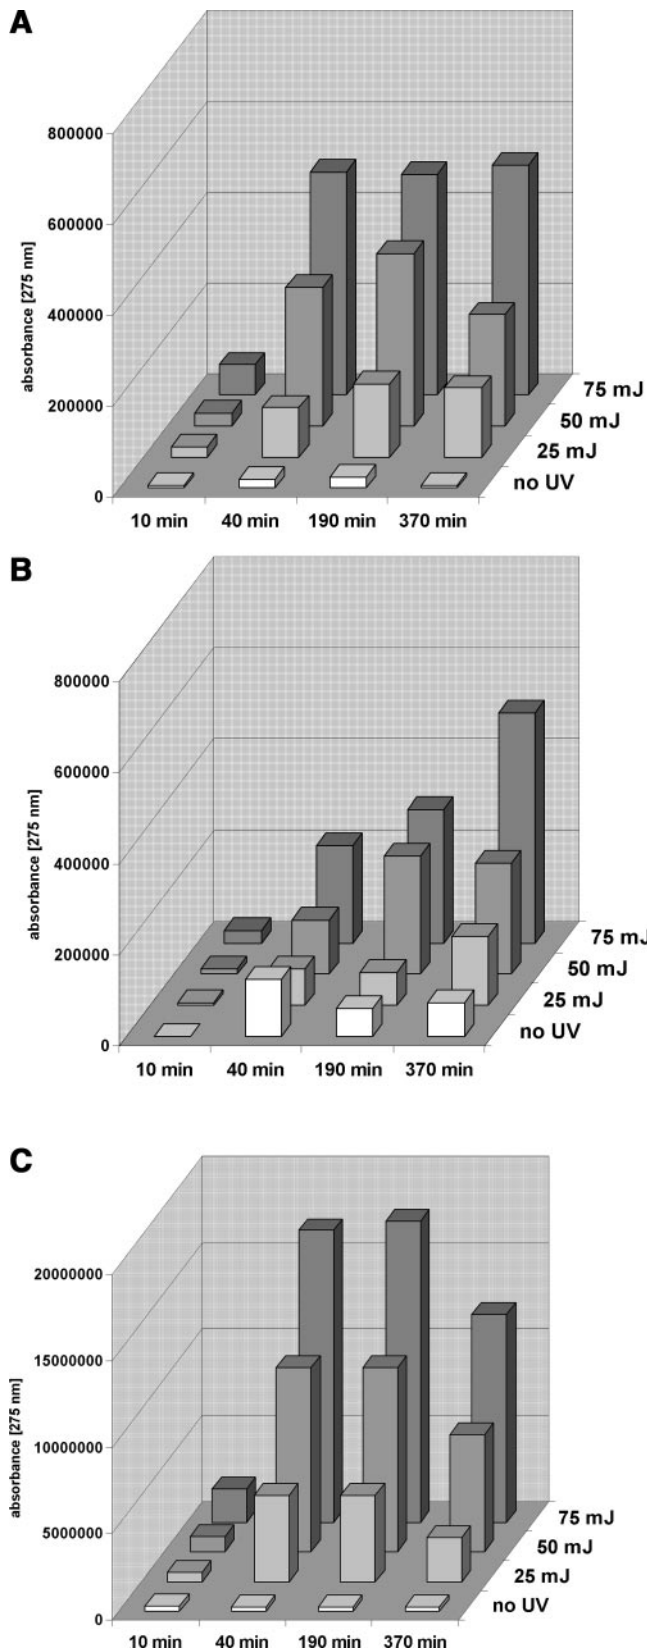 A
800000
600000
400000
200000
0
absorbance [275 nm]
75 mJ
50 mJ
25 mJ
no UV
10 min 40 min 190 min 370 min
B
800000
600000
400000
200000
0
absorbance [275 nm]
75 mJ
50 mJ
25 mJ
no UV
10 min 40 min 190 min 370 min
C
20000000
15000000
10000000
5000000
0
absorbance [275 nm]
75 mJ
50 mJ
25 mJ
no UV
10 min 40 min 190 min 370 min